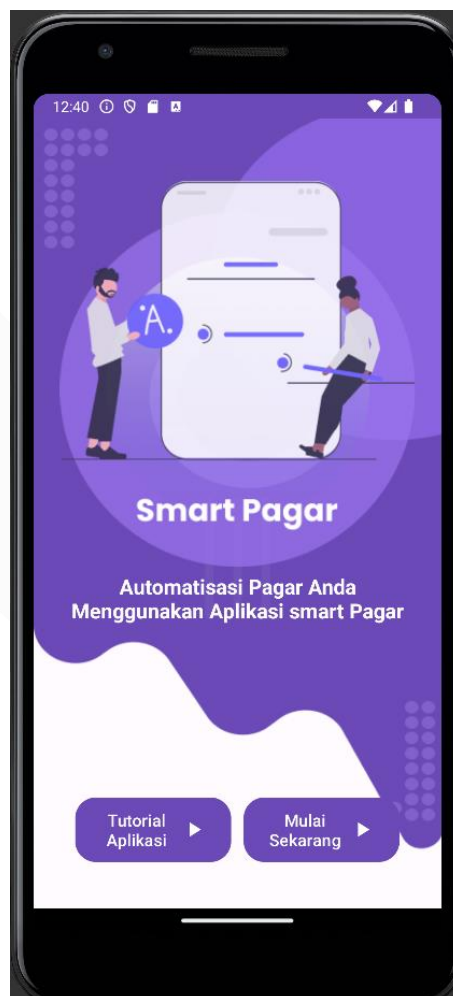 12:40
A
Smart Pagar
Automatisasi Pagar Anda
Menggunakan Aplikasi smart Pagar
Tutorial
Aplikasi
Mulai
Sekarang